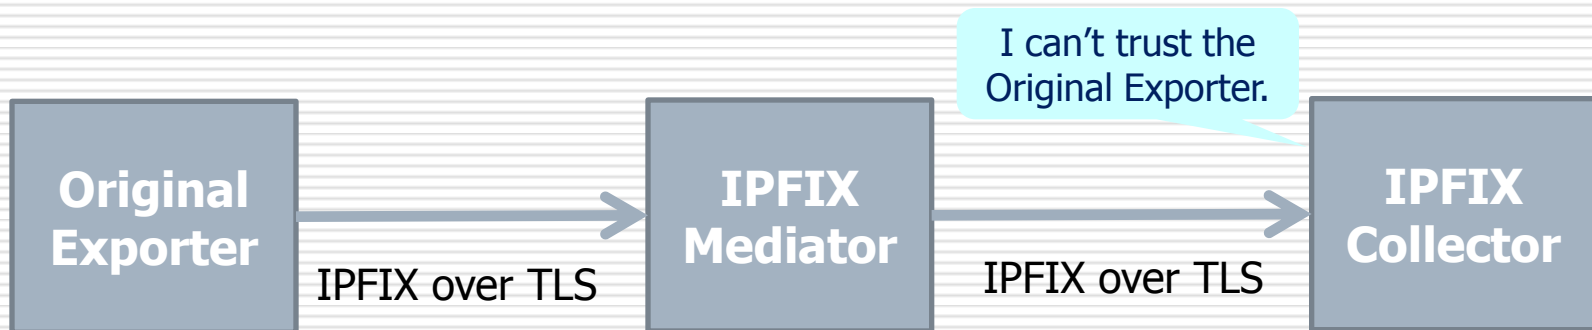 I can’t trust the
Original Exporter.
Original
Exporter
IPFIX over TLS
IPFIX
Mediator
IPFIX over TLS
IPFIX
Collector